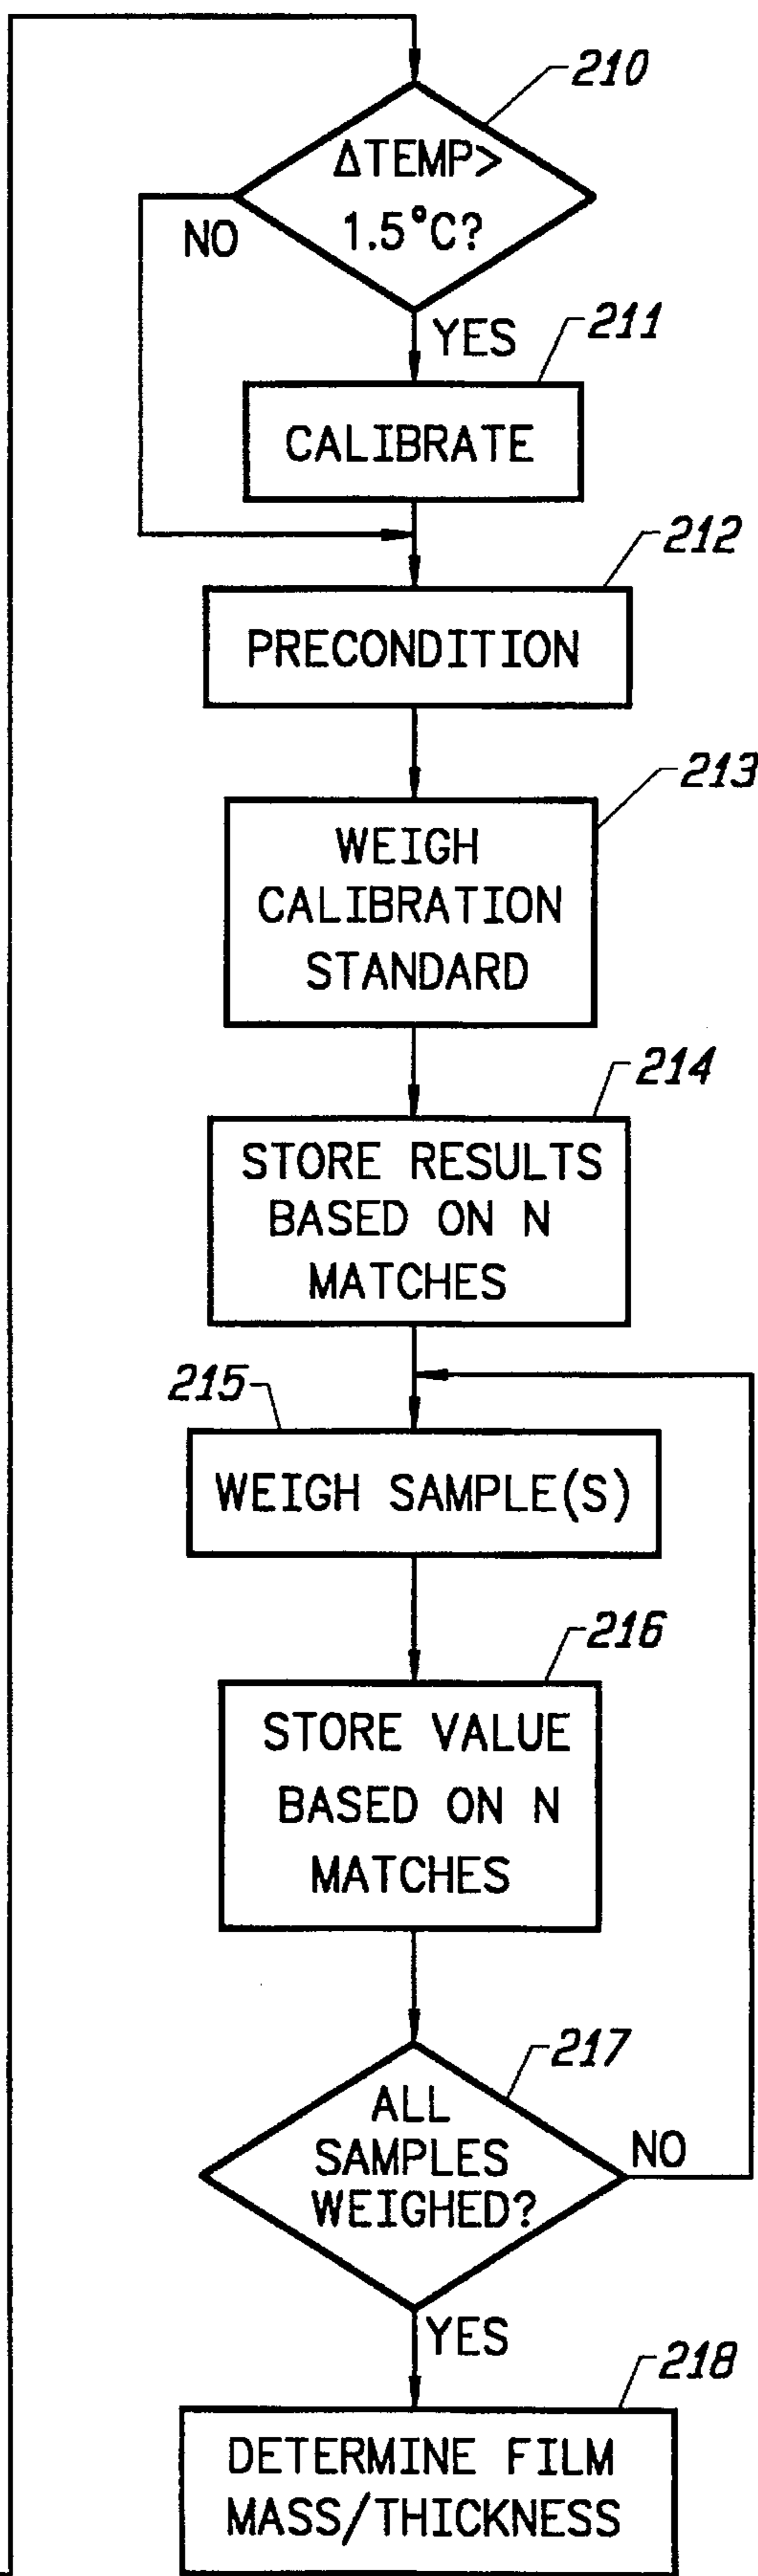 210
ΔTEMP>
1.5°C?
NO
YES
211
CALIBRATE
212
PRECONDITION
213
WEIGH
CALIBRATION
STANDARD
214
STORE RESULTS
BASED ON N
MATCHES
215
WEIGH SAMPLE(S)
216
STORE VALUE
BASED ON N
MATCHES
217
ALL
SAMPLES
WEIGHED?
NO
YES
218
DETERMINE FILM
MASS/THICKNESS